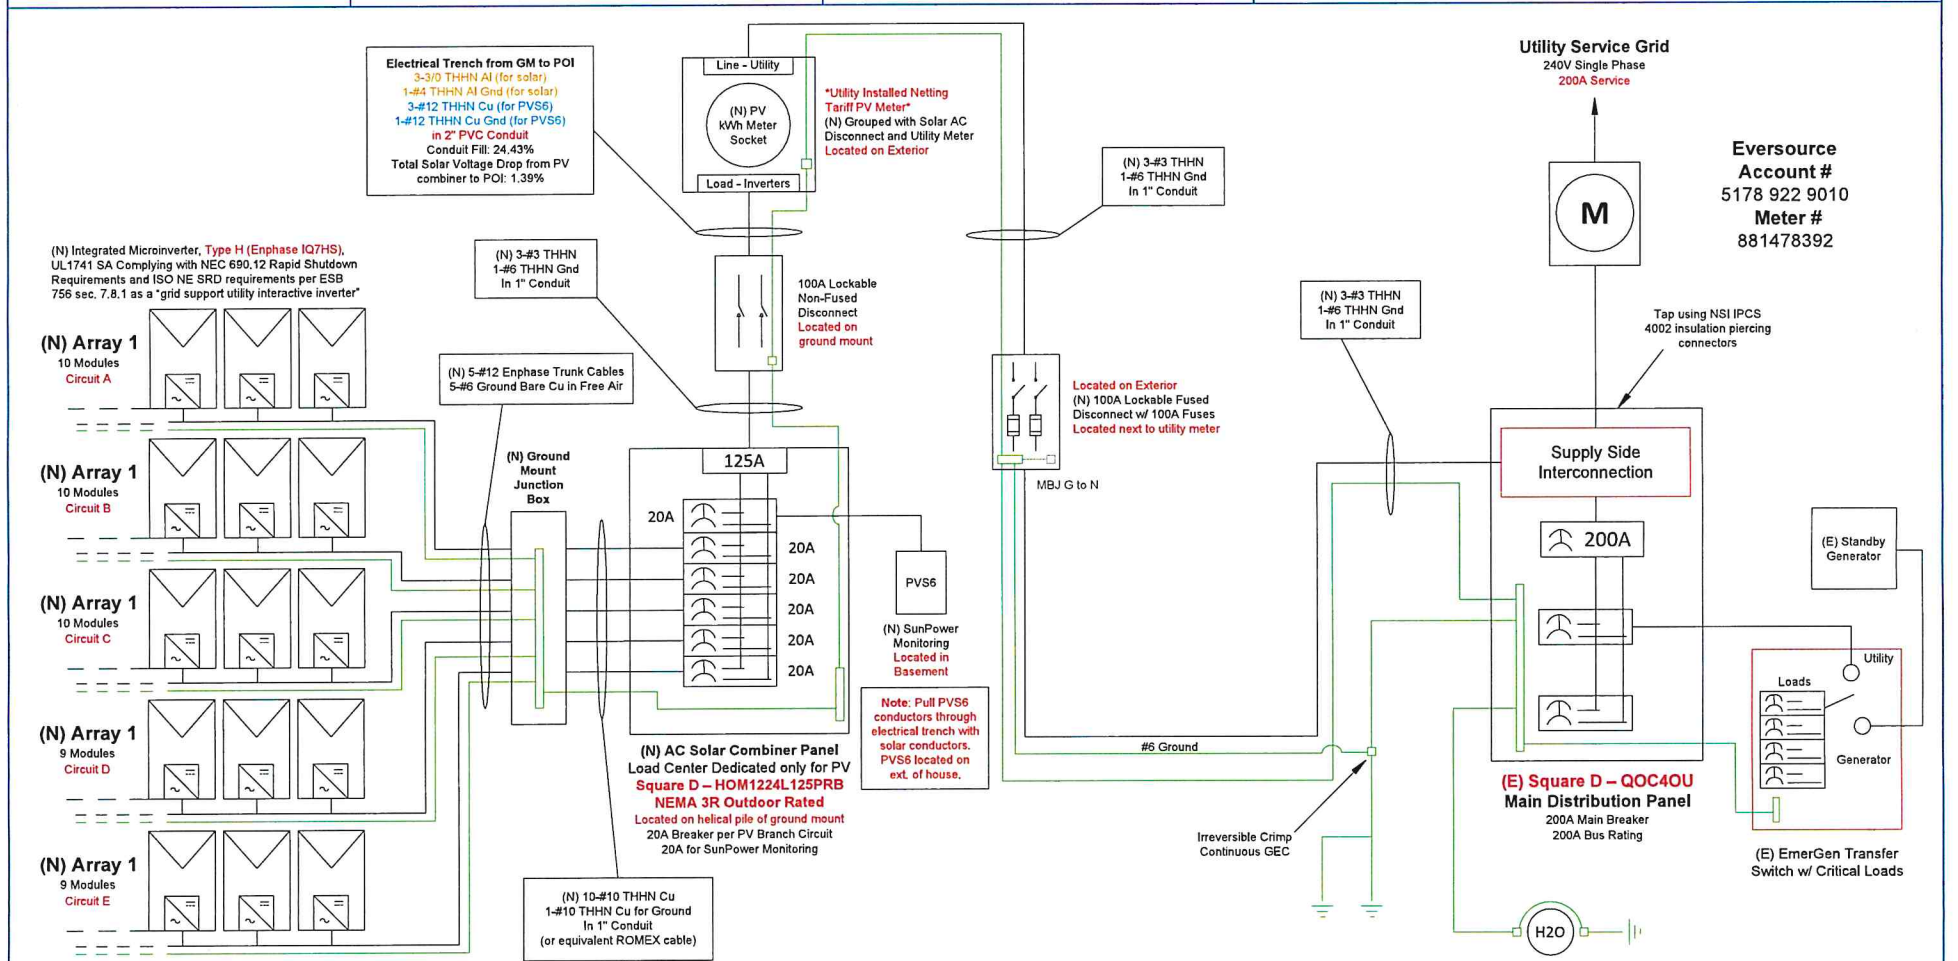 Electrical Trench from GM to POI
3-3/0 THHN Al (for solar)
1-#4 THHN Al Gnd (for solar)
3-#12 THHN Cu (for PVS6)
1-#12 THHN Cu Gnd (for PVS6)
in 2" PVC Conduit
Conduit Fill: 24.43%
Total Solar Voltage Drop from PV
combiner to POI: 1.39%
Line - Utility
(N) PV
kWh Meter
Socket
Load - Inverters
*Utility Installed Netting
Tariff PV Meter*
(N) Grouped with Solar AC
Disconnect and Utility Meter
Located on Exterior
(N) 3-#3 THHN
1-#6 THHN Gnd
In 1" Conduit
Utility Service Grid
240V Single Phase
200A Service
M
Eversource
Account #
5178 922 9010
Meter #
881478392
(N) Integrated Microinverter, Type H (Enphase IQ7HS),
UL1741 SA Complying with NEC 690.12 Rapid Shutdown
Requirements and ISO NE SRD requirements per ESB
756 sec. 7.8.1 as a "grid support utility interactive inverter"
(N) 3-#3 THHN
1-#6 THHN Gnd
In 1" Conduit
100A Lockable
Non-Fused
Disconnect
Located on
ground mount
(N) 3-#3 THHN
1-#6 THHN Gnd
In 1" Conduit
Tap using NSI IPCS
4002 insulation piercing
connectors
(N) Array 1
10 Modules
Circuit A
(N) Array 1
10 Modules
Circuit B
(N) Array 1
10 Modules
Circuit C
(N) Array 1
9 Modules
Circuit D
(N) Array 1
9 Modules
Circuit E
(N) 5-#12 Enphase Trunk Cables
5-#6 Ground Bare Cu in Free Air
(N) Ground
Mount
Junction
Box
125A
20A
20A
20A
20A
20A
20A
PVS6
(N) SunPower
Monitoring
Located in
Basement
Note: Pull PVS6
conductors through
electrical trench with
solar conductors.
PVS6 located on
ext. of house.
(N) AC Solar Combiner Panel
Load Center Dedicated only for PV
Square D – HOM1224L125PRB
NEMA 3R Outdoor Rated
Located on helical pile of ground mount
20A Breaker per PV Branch Circuit
20A for SunPower Monitoring
(N) 10-#10 THHN Cu
1-#10 THHN Cu for Ground
In 1" Conduit
(or equivalent ROMEX cable)
Located on Exterior
(N) 100A Lockable Fused
Disconnect w/ 100A Fuses
Located next to utility meter
MBJ G to N
#6 Ground
Irreversible Crimp
Continuous GEC
Supply Side
Interconnection
200A
(E) Square D – QOC4OU
Main Distribution Panel
200A Main Breaker
200A Bus Rating
H2O
(E) Standby
Generator
Utility
Loads
Generator
(E) EmerGen Transfer
Switch w/ Critical Loads